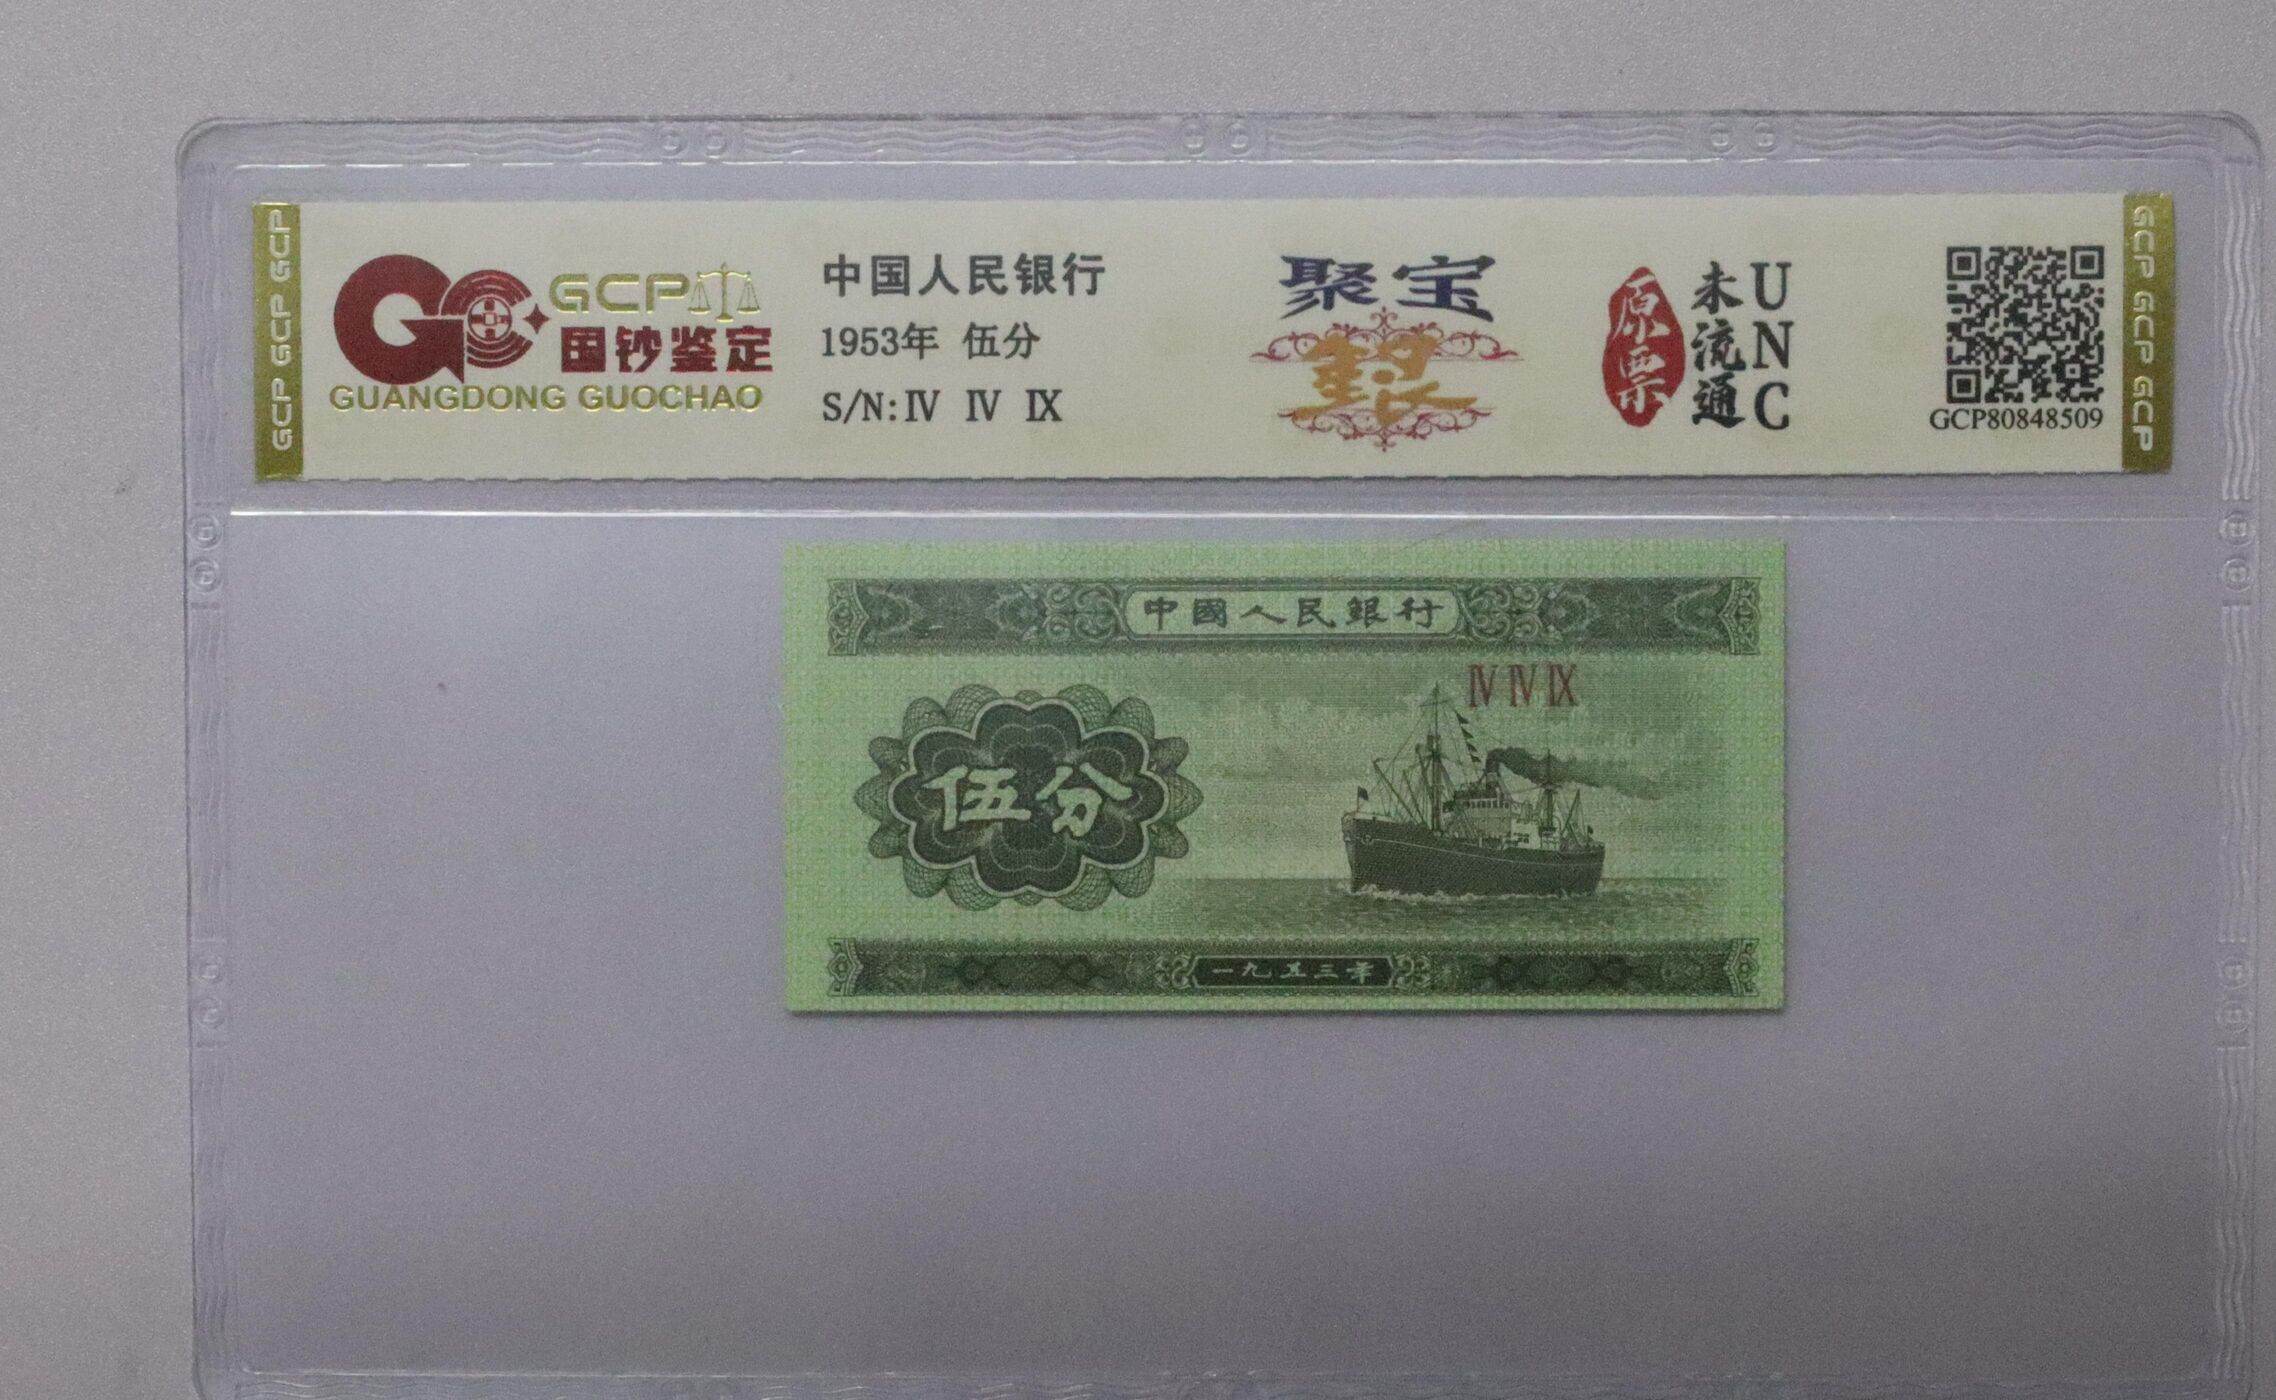 GCP GCP GCP
GCP
国钞鉴定
GUANGDONG GUOCHAO
中国人民银行
1953年 伍分
S/N:Ⅳ Ⅳ Ⅸ
聚宝
原票
未流通
UNC
GCP80848509
GCP GCP GCP
中國人民銀行
Ⅳ Ⅳ Ⅸ
伍分
一九五三年